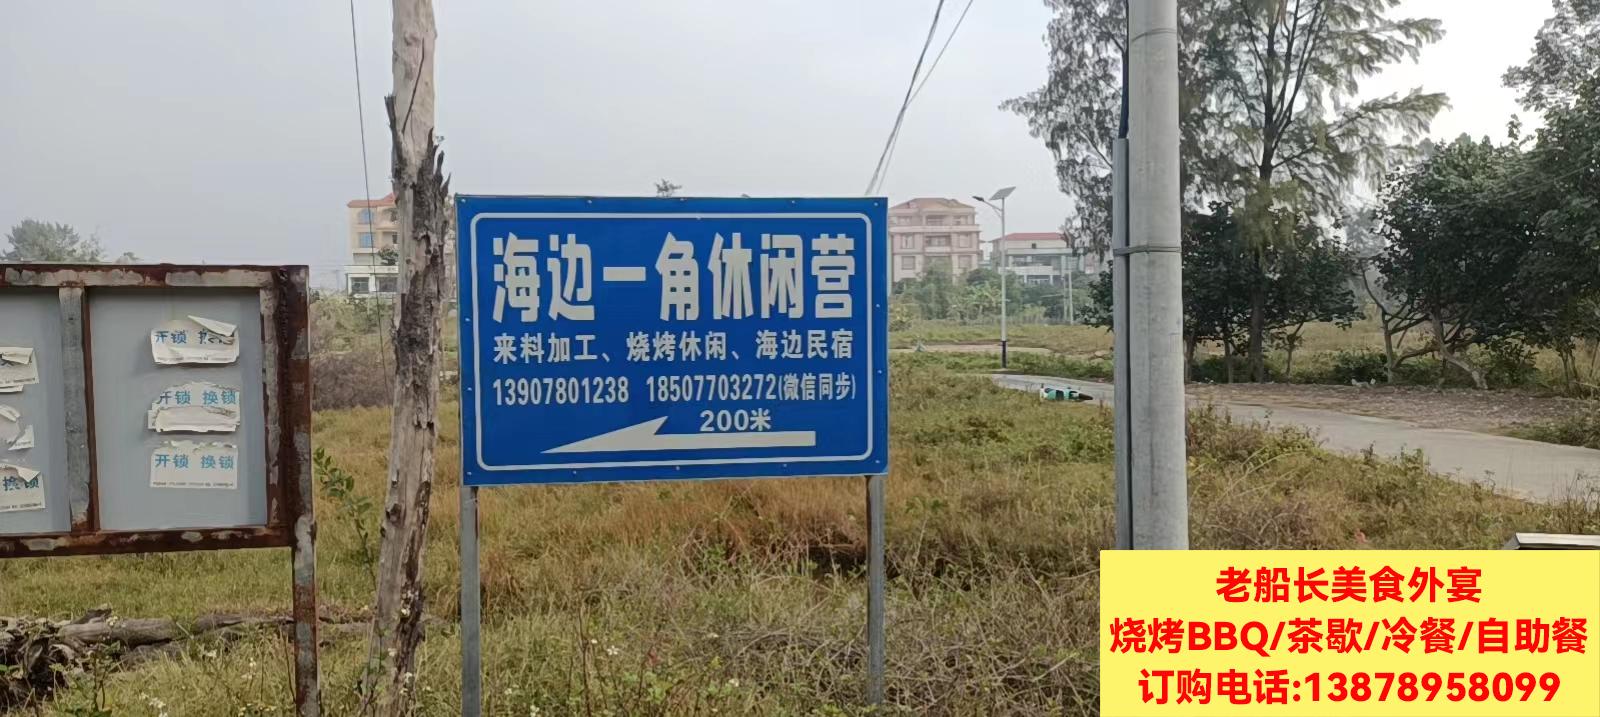 海边一角休闲营
来料加工、烧烤休闲、海边民宿
13907801238 18507703272(微信同步)
200米
开锁 换
开锁 换锁
开锁 换锁
换锁
老船长美食外宴
烧烤BBQ/茶歇/冷餐/自助餐
订购电话:13878958099